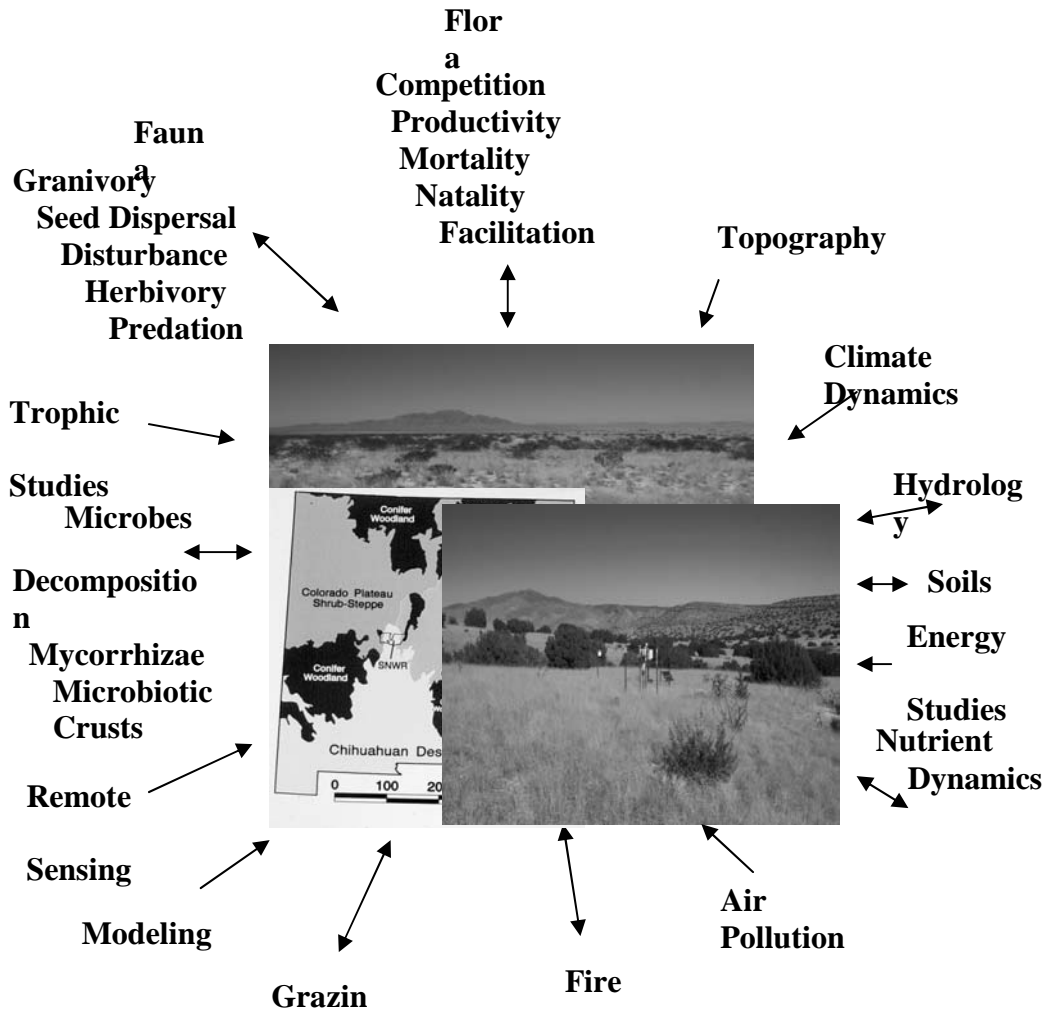 Flor
a
Competition
Productivity
Mortality
Natality
Facilitation
Faun
a
Granivory
Seed Dispersal
Disturbance
Herbivory
Predation
Topography
Climate
Dynamics
Trophic
Studies
Microbes
Decompositio
n
Mycorrhizae
Microbiotic
Crusts
Remote
Sensing
Modeling
Grazin
Fire
Air
Pollution
Hydrolog
y
Soils
Energy
Studies
Nutrient
Dynamics
Conifer
Woodland
Colorado Plateau
Shrub-Steppe
SNWR
Conifer
Woodland
Chihuahuan Des
0 100 20